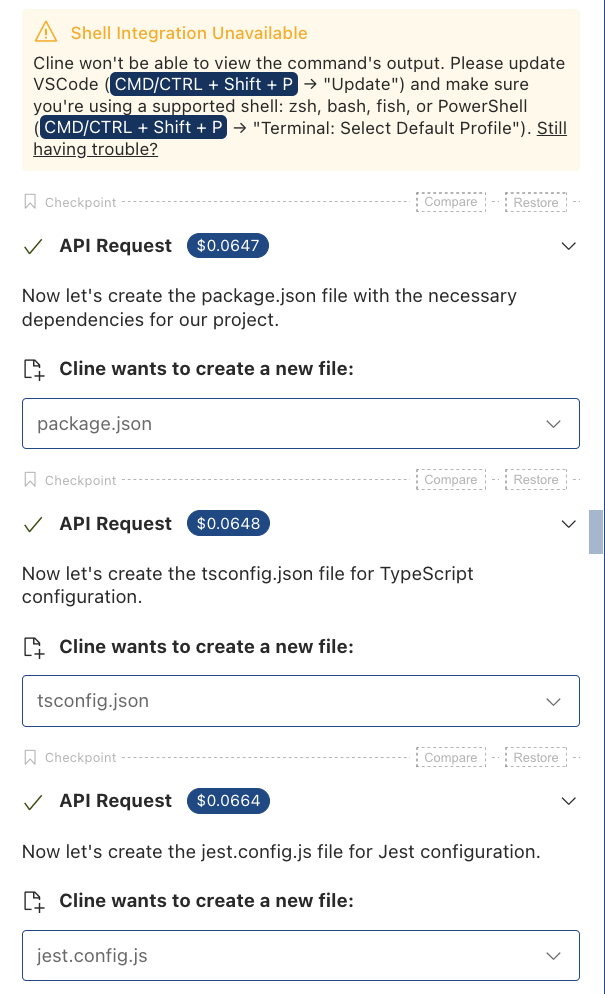 Shell Integration Unavailable
Cline won't be able to view the command's output. Please update
VSCode (CMD/CTRL + Shift + P → "Update") and make sure
you're using a supported shell: zsh, bash, fish, or PowerShell
(CMD/CTRL + Shift + P → "Terminal: Select Default Profile"). Still
having trouble?
Checkpoint Compare Restore
API Request $0.0647
Now let's create the package.json file with the necessary
dependencies for our project.
Cline wants to create a new file:
package.json
Checkpoint Compare Restore
API Request $0.0648
Now let's create the tsconfig.json file for TypeScript
configuration.
Cline wants to create a new file:
tsconfig.json
Checkpoint Compare Restore
API Request $0.0664
Now let's create the jest.config.js file for Jest configuration.
Cline wants to create a new file:
jest.config.js